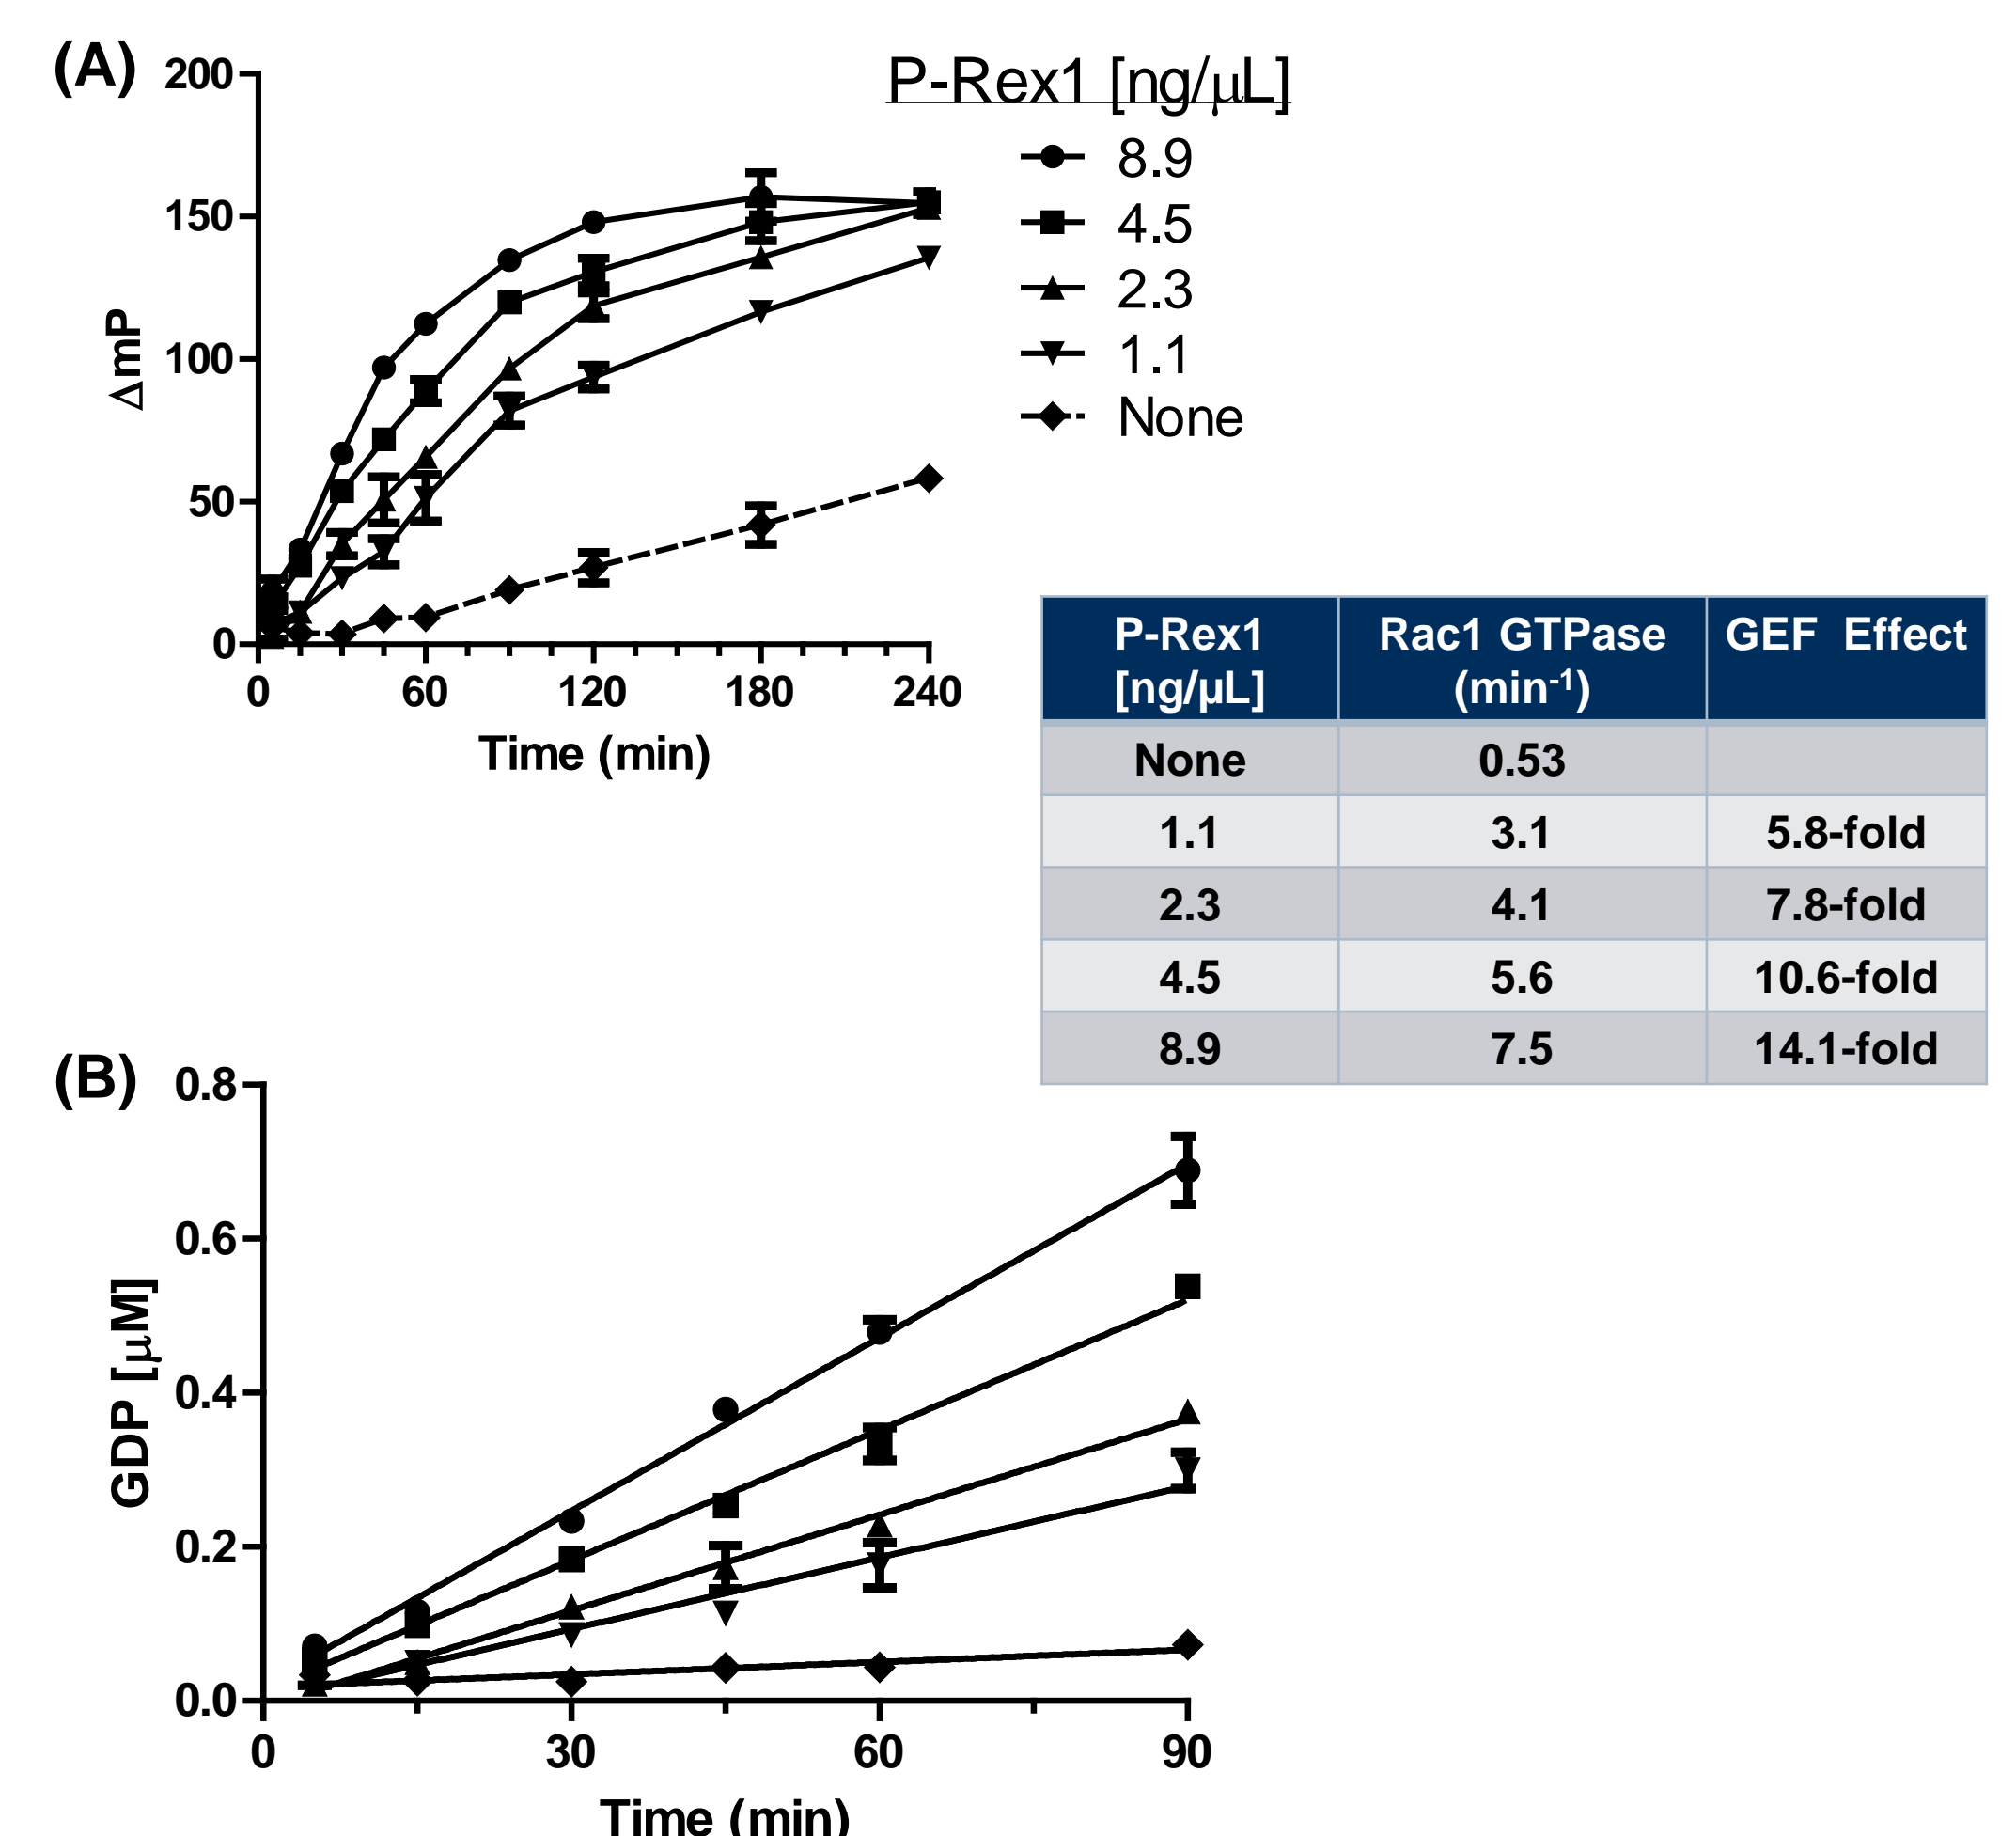 (A)
200
150
100
50
0
ΔmP
0 60 120 180 240
Time (min)
P-Rex1 [ng/μL]
8.9
4.5
2.3
1.1
None
P-Rex1 [ng/μL] Rac1 GTPase (min-1) GEF Effect
None 0.53
1.1 3.1 5.8-fold
2.3 4.1 7.8-fold
4.5 5.6 10.6-fold
8.9 7.5 14.1-fold
(B)
0.8
0.6
0.4
0.2
0.0
GDP [μM]
0 30 60 90
Time (min)